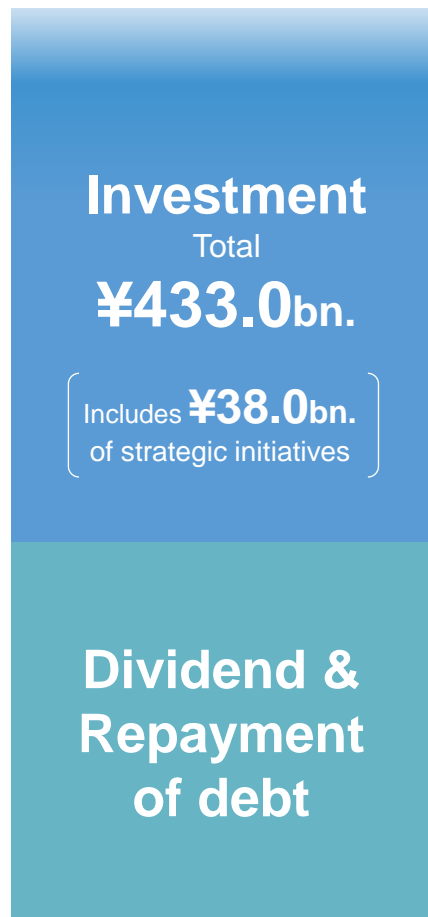 Investment
Total
¥433.0bn.
Includes ¥38.0bn.
of strategic initiatives
Dividend &
Repayment
of debt